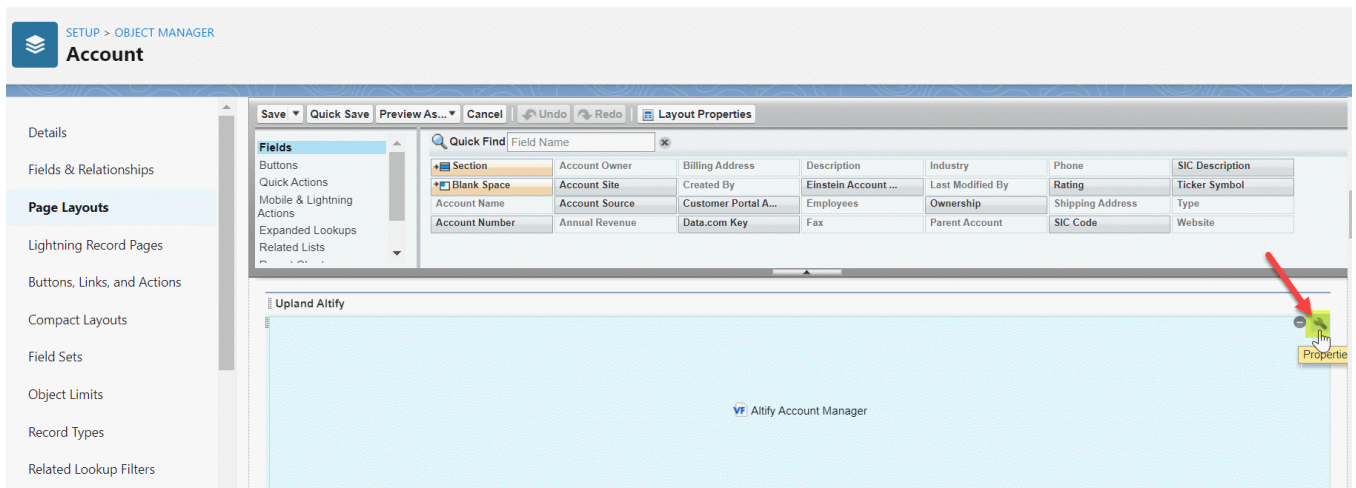 SETUP > OBJECT MANAGER
Account
Details
Fields & Relationships
Page Layouts
Lightning Record Pages
Buttons, Links, and Actions
Compact Layouts
Field Sets
Object Limits
Record Types
Related Lookup Filters
Save Quick Save Preview As... Cancel Undo Redo Layout Properties
Fields
Buttons
Quick Actions
Mobile & Lightning
Actions
Expanded Lookups
Related Lists
Quick Find Field Name
Section Account Owner Billing Address Description Industry Phone SIC Description
Blank Space Account Site Created By Einstein Account ... Last Modified By Rating Ticker Symbol
Account Name Account Source Customer Portal A... Employees Ownership Shipping Address Type
Account Number Annual Revenue Data.com Key Fax Parent Account SIC Code Website
Upland Altify
Propertie
VF Altify Account Manager